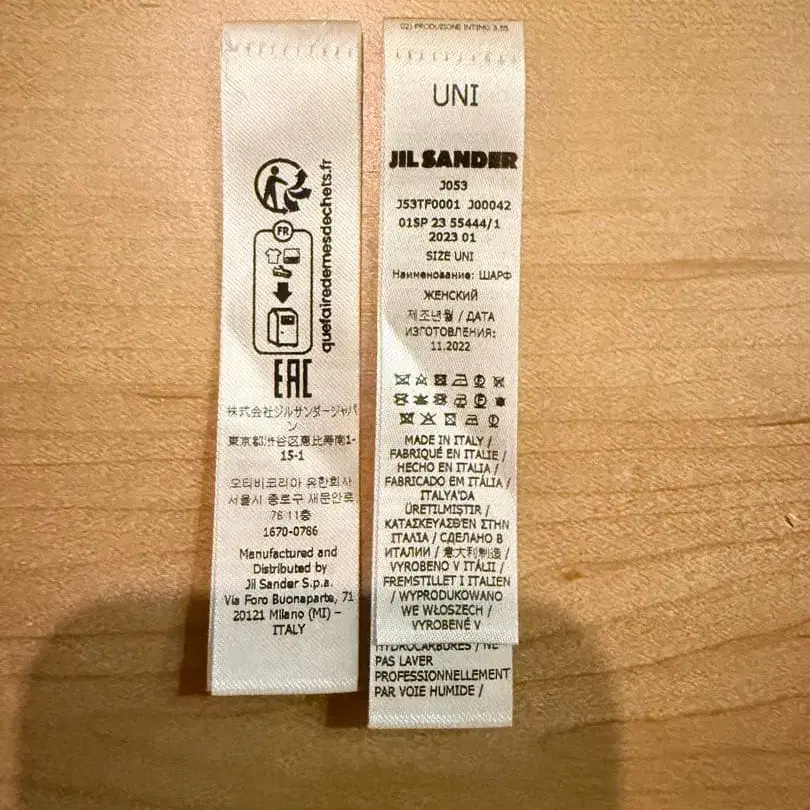 quefairedemesdechets.fr
FR
EAC
株式会社ジルサンダージャパ
ン
東京都渋谷区恵比寿南1-
15-1
오티비코리아 유한회사
서울시 종로구 새문안로
76 11층
1670-0786
Manufactured and
Distributed by
Jil Sander S.p.a.
Via Foro Buonaparte, 71
20121 Milano (MI) –
ITALY
02) PRODUZIONE INTIMO 3,55
UNI
JIL SANDER
J053
J53TF0001 J00042
01SP 23 55444/1
2023 01
SIZE UNI
Наименование: ШАРФ
ЖЕНСКИЙ
제조년월 / ДАТА
ИЗГОТОВЛЕНИЯ:
11.2022
MADE IN ITALY /
FABRIQUÉ EN ITALIE /
HECHO EN ITALIA /
FABRICADO EM ITÁLIA /
ITALYA'DA
ÜRETILMIŞTIR /
ΚΑΤΑΣΚΕΥΑΣΘΕΝ ΣΤΗΝ
ΙΤΑΛΙΑ / СДЕЛАНО В
ИТАЛИИ / 意大利制造 /
VYROBENO V ITÁLII /
FREMSTILLET I ITALIEN
/ WYPRODUKOWANO
WE WŁOSZECH /
VYROBENÉ V
HYDROCARBURES / NE
PAS LAVER
PROFESSIONNELLEMENT
PAR VOIE HUMIDE /